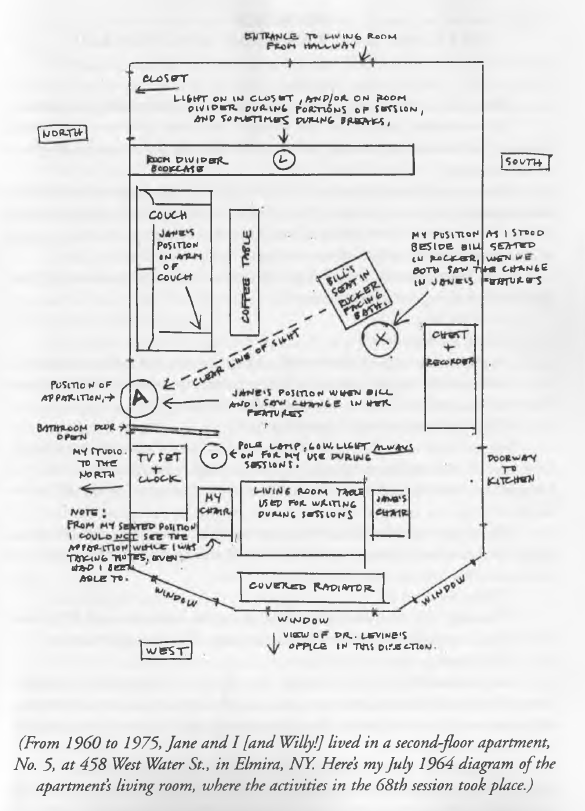 ENTRANCE TO LIVING ROOM
FROM HALLWAY
CLOSET
LIGHT ON IN CLOSET, AND/OR ON ROOM
DIVIDER DURING PORTIONS OF SESSION,
AND SOMETIMES DURING BREAKS.
NORTH
SOUTH
ROOM DIVIDER
BOOKCASE
L
COUCH
JANE'S
POSITION
ON ARM
OF
COUCH
COFFEE TABLE
MY POSITION AS I STOOD
BESIDE BILL SEATED
IN ROCKER, WHEN WE
BOTH SAW THE CHANGE
IN JANE'S FEATURES
BILL'S
SEAT IN
ROCKER
FACING
BATH.
X
CHEST
+
RECORDER
CLEAR LINE OF SIGHT
POSITION OF
APPARITION.
A
JANE'S POSITION WHEN BILL
AND I SAW CHANGE IN HER
FEATURES
BATHROOM DOOR
OPEN
MY STUDIO
TO THE
NORTH
TV SET
+
CLOCK
POLE LAMP, 60W. LIGHT ALWAYS
ON FOR MY USE DURING
SESSIONS.
DOORWAY
TO
KITCHEN
MY
CHAIR
LIVING ROOM TABLE
USED FOR WRITING
DURING SESSIONS
JANE'S
CHAIR
NOTE:
FROM MY SEATED POSITION
I COULD NOT SEE THE
APPARITION WHILE I WAS
TAKING NOTES, EVEN
HAD I BEEN
ABLE TO.
COVERED RADIATOR
WINDOW
WINDOW
WINDOW
WEST
VIEW OF DR. LEVINE'S
OFFICE IN THIS DIRECTION.
(From 1960 to 1975, Jane and I [and Willy!] lived in a second-floor apartment,
No. 5, at 458 West Water St., in Elmira, NY. Here's my July 1964 diagram of the
apartment's living room, where the activities in the 68th session took place.)